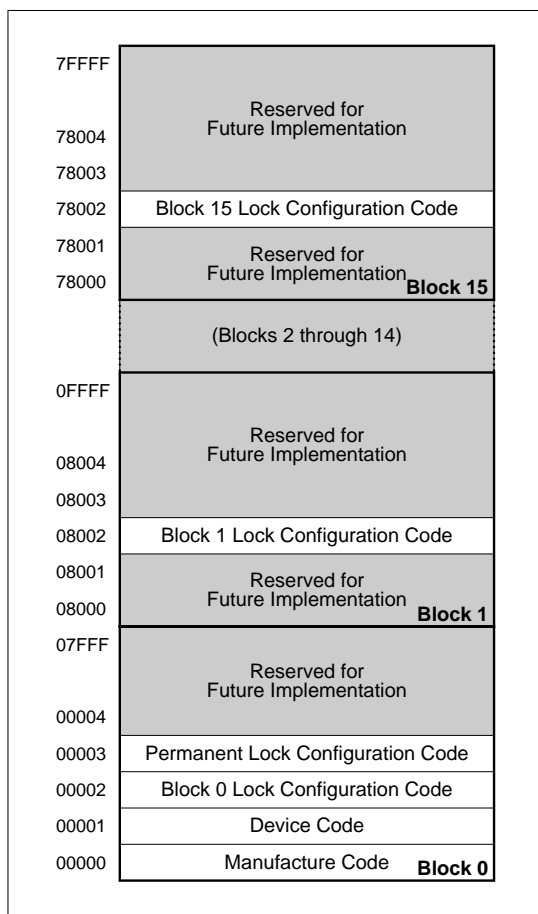 7FFFF
Reserved for
Future Implementation
78004
78003
78002 Block 15 Lock Configuration Code
78001
Reserved for
Future Implementation
78000
Block 15
(Blocks 2 through 14)
0FFFF
Reserved for
Future Implementation
08004
08003
08002 Block 1 Lock Configuration Code
08001
Reserved for
Future Implementation
08000
Block 1
07FFF
Reserved for
Future Implementation
00004
00003 Permanent Lock Configuration Code
00002 Block 0 Lock Configuration Code
00001 Device Code
00000 Manufacture Code Block 0